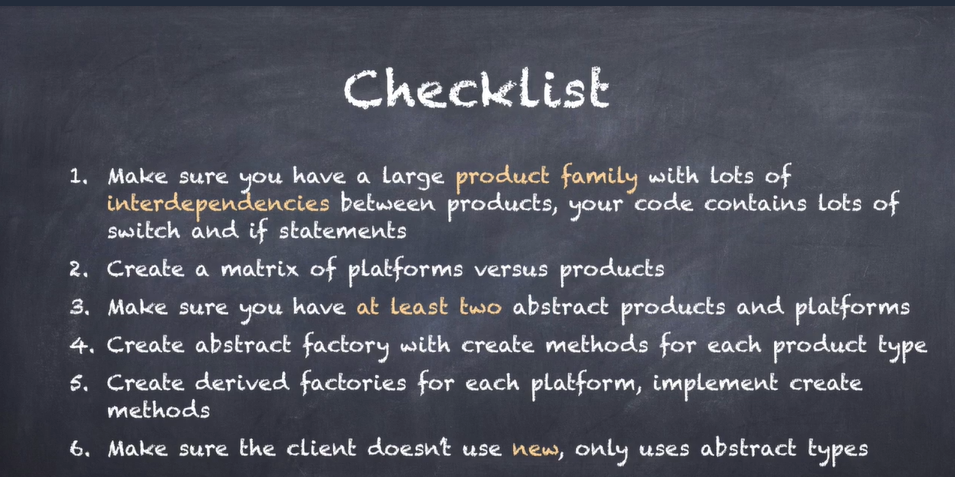 Checklist
1. Make sure you have a large product family with lots of
interdependencies between products, your code contains lots of
switch and if statements
2. Create a matrix of platforms versus products
3. Make sure you have at least two abstract products and platforms
4. Create abstract factory with create methods for each product type
5. Create derived factories for each platform, implement create
methods
6. Make sure the client doesn't use new, only uses abstract types